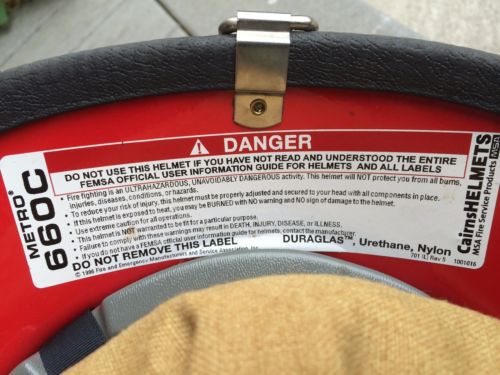 METRO®
660C
⚠ DANGER
DO NOT USE THIS HELMET IF YOU HAVE NOT READ AND UNDERSTOOD THE ENTIRE
FEMSA OFFICIAL USER INFORMATION GUIDE FOR HELMETS AND ALL LABELS
• Fire fighting is an ULTRAHAZARDOUS, UNAVOIDABLY DANGEROUS activity. This helmet will NOT protect you from all burns,
injuries, diseases, conditions, or hazards.
• To reduce your risk of injury, this helmet must be properly adjusted and secured to your head with all components in place.
• If this helmet is exposed to heat, you may be BURNED with NO warning and NO sign of damage to the helmet.
• Use extreme caution for all operations.
• This helmet is NOT warranted to be fit for a particular purpose.
• Failure to comply with these warnings may result in DEATH, INJURY, DISEASE, or ILLNESS.
• If you do not have a FEMSA official user information guide for helmets, contact the manufacturer.
DO NOT REMOVE THIS LABEL
DURAGLAS™, Urethane, Nylon
© 1996 Fire and Emergency Manufacturers and Service Association, Inc.
701 (L) Rev 5
1001016
CairnsHELMETS
MSA Fire Service Products
MSA